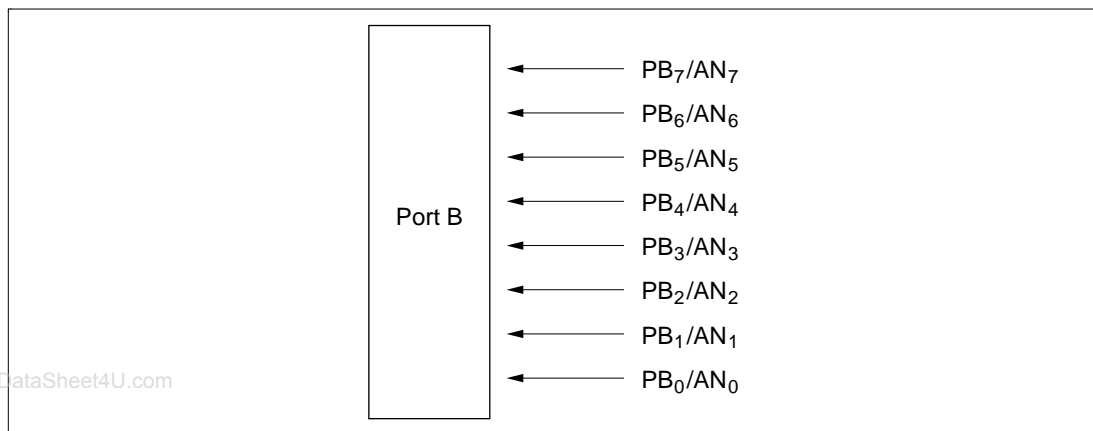 PB₇/AN₇
PB₆/AN₆
PB₅/AN₅
PB₄/AN₄
Port B
PB₃/AN₃
PB₂/AN₂
PB₁/AN₁
PB₀/AN₀
DataSheet4U.com